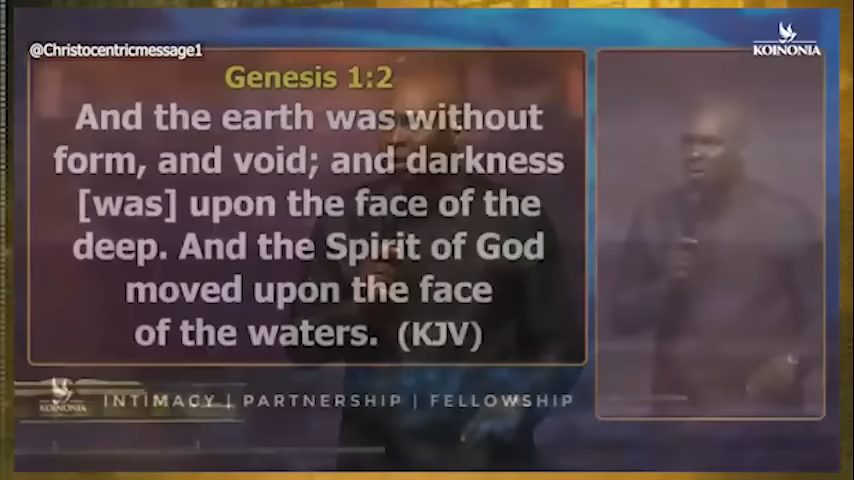 @Christocentricmessage1
KOINONIA
Genesis 1:2
And the earth was without
form, and void; and darkness
[was] upon the face of the
deep. And the Spirit of God
moved upon the face
of the waters. (KJV)
KOINONIA
INTIMACY | PARTNERSHIP | FELLOWSHIP